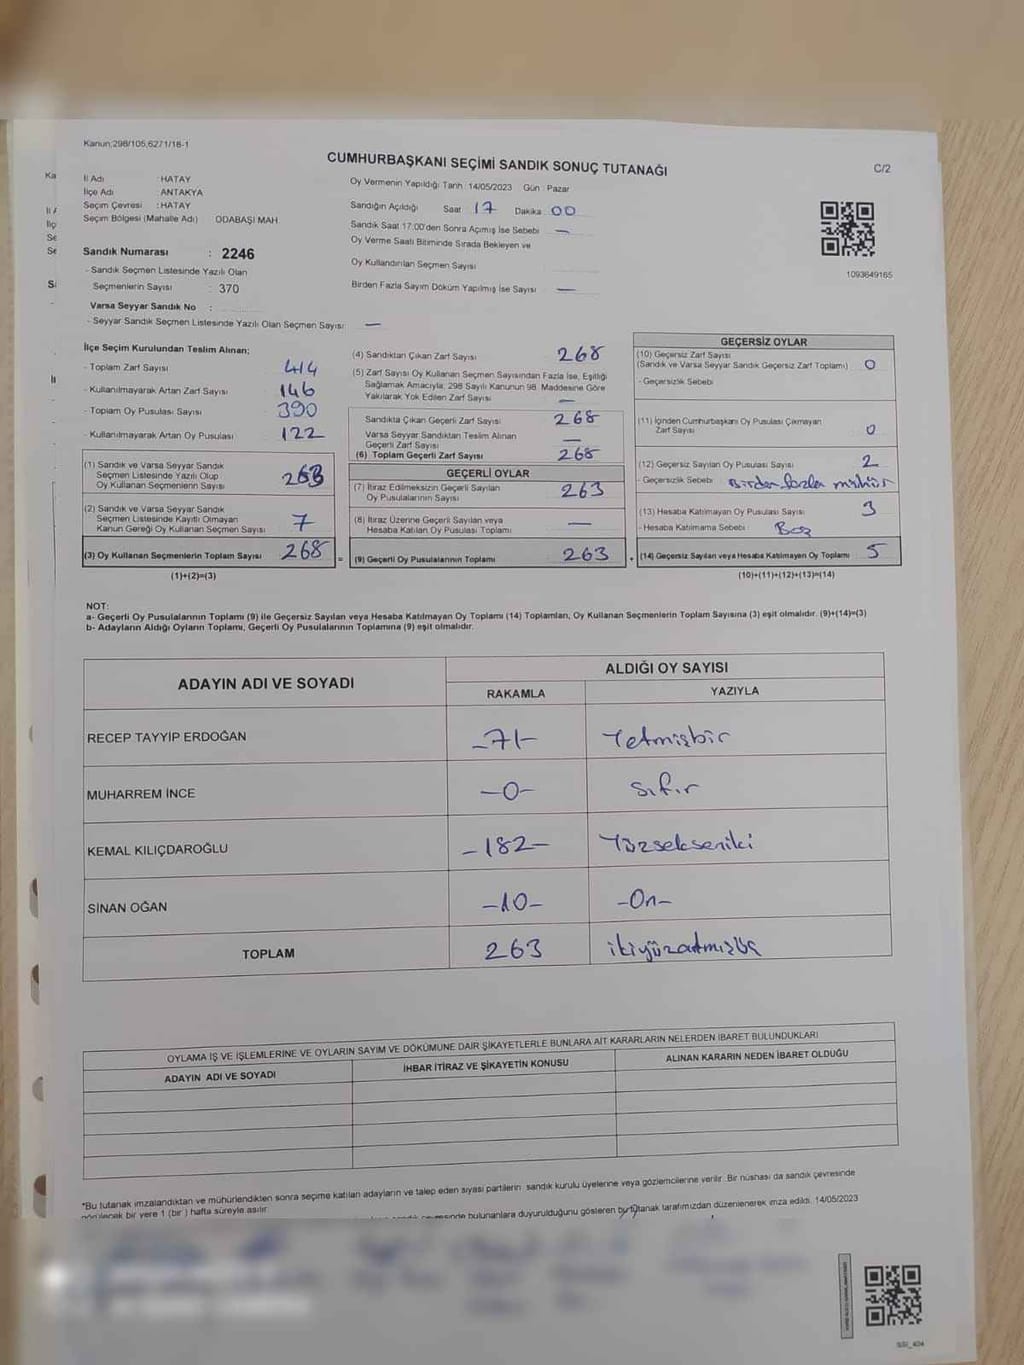 Kanun;298/105,6271/18-1
CUMHURBAŞKANI SEÇİMİ SANDIK SONUÇ TUTANAĞI
C/2
İl Adı : HATAY
İlçe Adı : ANTAKYA
Seçim Çevresi : HATAY
Seçim Bölgesi (Mahalle Adı) ODABAŞI MAH.
Oy Vermenin Yapıldığı Tarih :14/05/2023 Gün : Pazar
Sandığın Açıldığı Saat 17 Dakika 00
Sandık Saat 17:00'den Sonra Açımış İse Sebebi —
Oy Verme Saati Bitiminde Sırada Bekleyen ve
Oy Kullandırılan Seçmen Sayısı
Birden Fazla Sayım Döküm Yapılmış İse Sayısı —
1093649165
Sandık Numarası : 2246
- Sandık Seçmen Listesinde Yazılı Olan
Seçmenlerin Sayısı : 370
Varsa Seyyar Sandık No :
- Seyyar Sandık Seçmen Listesinde Yazılı Olan Seçmen Sayısı: —
İlçe Seçim Kurulundan Teslim Alınan;
- Toplam Zarf Sayısı 414
- Kullanılmayarak Artan Zarf Sayısı 146
- Toplam Oy Pusulası Sayısı 390
- Kullanılmayarak Artan Oy Pusulası 122
(1) Sandık ve Varsa Seyyar Sandık
Seçmen Listesinde Yazılı Olup
Oy Kullanan Seçmenlerin Sayısı
(2) Sandık ve Varsa Seyyar Sandık
Seçmen Listesinde Kayıtlı Olmayan
Kanun Gereği Oy Kullanan Seçmen Sayısı 7
(3) Oy Kullanan Seçmenlerin Toplam Sayısı 268 =
(1)+(2)=(3)
(4) Sandıktan Çıkan Zarf Sayısı 268
(5) Zarf Sayısı Oy Kullanan Seçmen Sayısından Fazla İse, Eşitliği
Sağlamak Amacıyla; 298 Sayılı Kanunun 98. Maddesine Göre
Yakılarak Yok Edilen Zarf Sayısı —
Sandıkta Çıkan Geçerli Zarf Sayısı 268
Varsa Seyyar Sandıktan Teslim Alınan
Geçerli Zarf Sayısı —
(6) Toplam Geçerli Zarf Sayısı 268
GEÇERLİ OYLAR
(7) İtiraz Edilmeksizin Geçerli Sayılan
Oy Pusulalarının Sayısı 263
(8) İtiraz Üzerine Geçerli Sayılan veya
Hesaba Katılan Oy Pusulası Toplamı —
(9) Geçerli Oy Pusulalarının Toplamı 263 +
GEÇERSİZ OYLAR
(10) Geçersiz Zarf Sayısı
(Sandık ve Varsa Seyyar Sandık Geçersiz Zarf Toplamı) 0
- Geçersizlik Sebebi
(11) İçinden Cumhurbaşkanı Oy Pusulası Çıkmayan
Zarf Sayısı 0
(12) Geçersiz Sayılan Oy Pusulası Sayısı 2
- Geçersizlik Sebebi Birden fazla mühür
(13) Hesaba Katılmayan Oy Pusulası Sayısı 3
- Hesaba Katılmama Sebebi : Boş
(14) Geçersiz Sayılan veya Hesaba Katılmayan Oy Toplamı 5
(10)+(11)+(12)+(13)=(14)
NOT:
a- Geçerli Oy Pusulalarının Toplamı (9) ile Geçersiz Sayılan veya Hesaba Katılmayan Oy Toplamı (14) Toplamları, Oy Kullanan Seçmenlerin Toplam Sayısına (3) eşit olmalıdır. (9)+(14)=(3)
b- Adayların Aldığı Oyların Toplamı, Geçerli Oy Pusulalarının Toplamına (9) eşit olmalıdır.
ADAYIN ADI VE SOYADI
ALDIĞI OY SAYISI
RAKAMLA YAZIYLA
RECEP TAYYİP ERDOĞAN -71- Yetmişbir
MUHARREM İNCE -0- Sıfır
KEMAL KILIÇDAROĞLU -182- Yüzsekseniki
SİNAN OĞAN -10- -On-
TOPLAM 263 ikiyüzatmışüç
OYLAMA İŞ VE İŞLEMLERİNE VE OYLARIN SAYIM VE DÖKÜMÜNE DAİR ŞİKAYETLERLE BUNLARA AİT KARARLARIN NELERDEN İBARET BULUNDUKLARI
ADAYIN ADI VE SOYADI İHBAR İTİRAZ VE ŞİKAYETİN KONUSU ALINAN KARARIN NEDEN İBARET OLDUĞU
*Bu tutanak imzalandıktan ve mühürlendikten sonra seçime katılan adayların ve talep eden siyasi partilerin sandık kurulu üyelerine veya gözlemcilerine verilir. Bir nüshası da sandık çevresinde
görülecek bir yere 1 (bir ) hafta süreyle asılır.
bulunanlara duyurulduğunu gösteren bu tutanak tarafımızdan düzenlenerek imza edildi. 14/05/2023